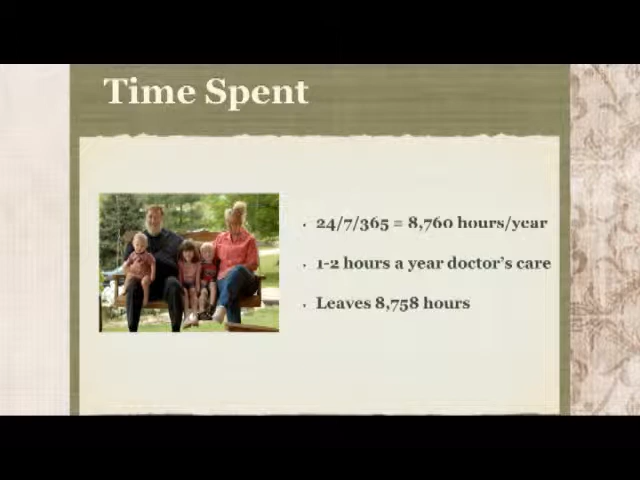 Time Spent
24/7/365 = 8,760 hours/year
1-2 hours a year doctor's care
Leaves 8,758 hours